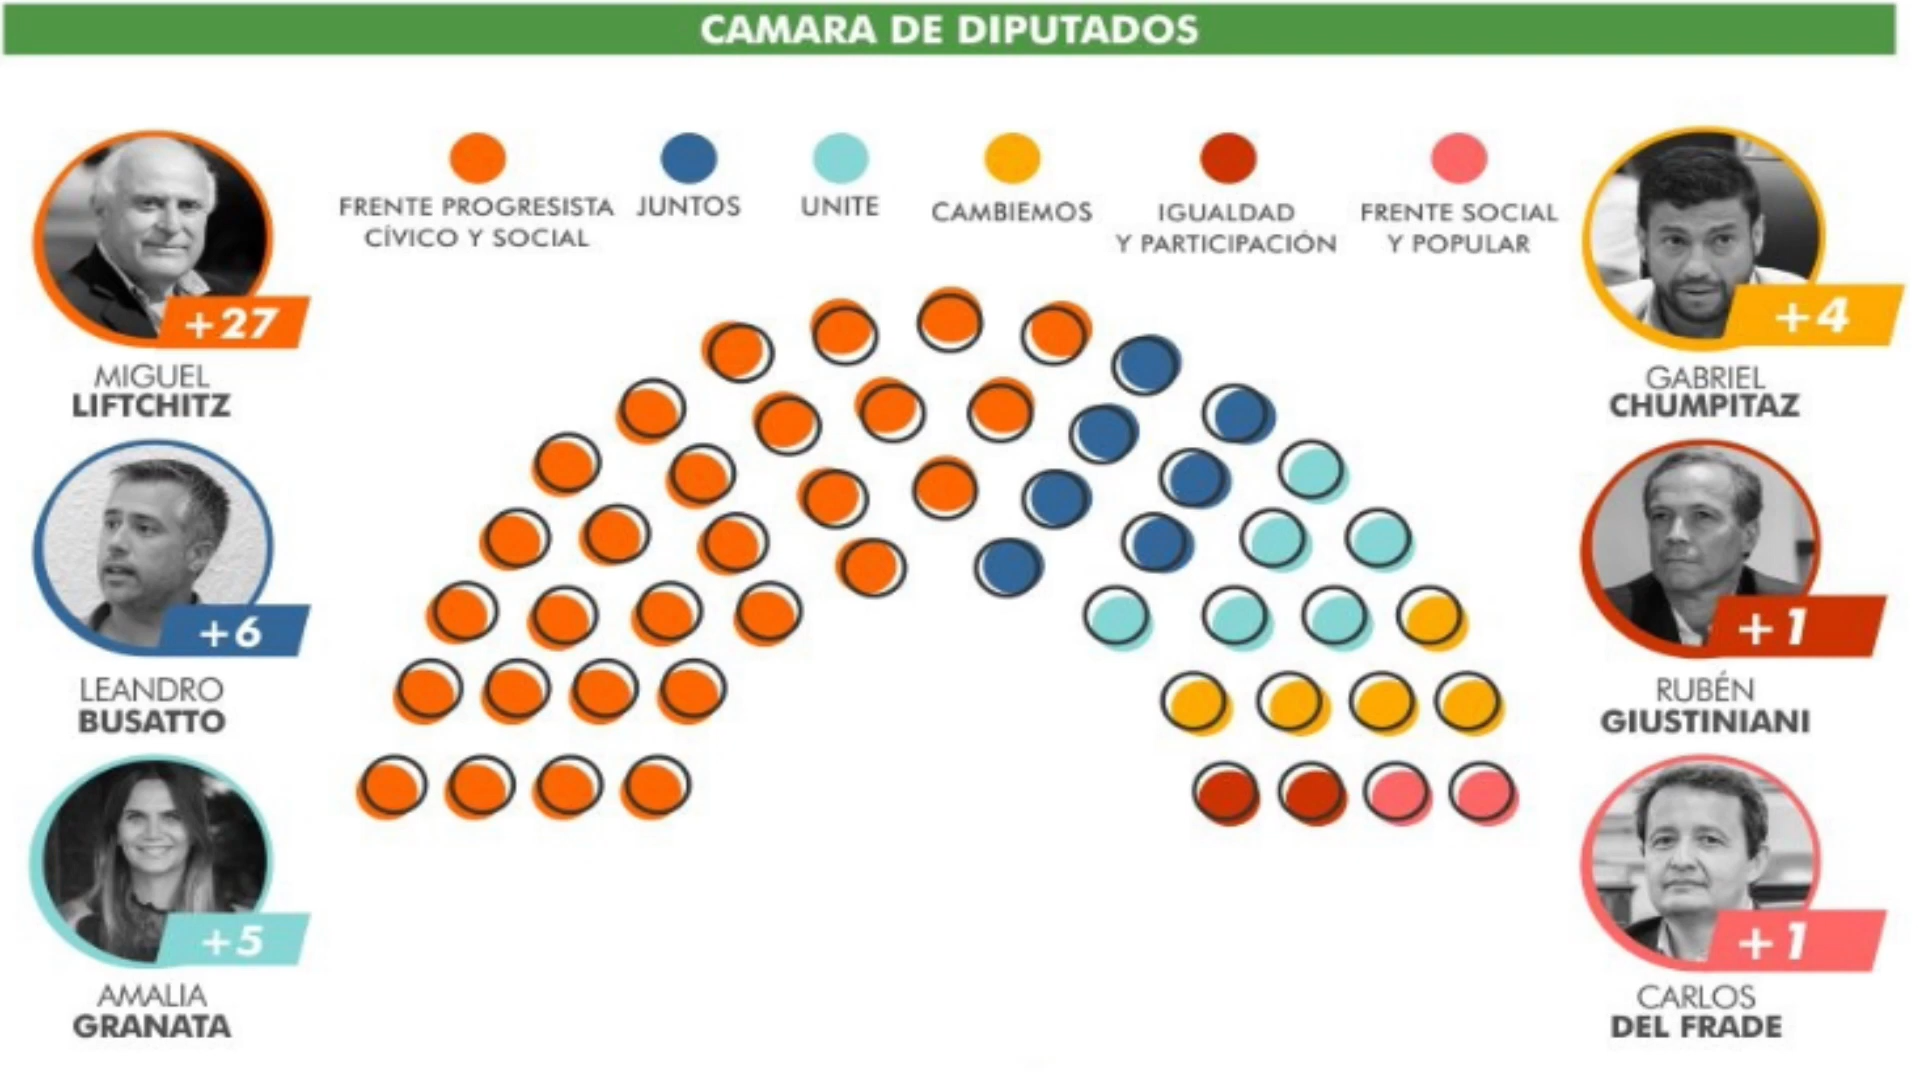 CAMARA DE DIPUTADOS
FRENTE PROGRESISTA
CÍVICO Y SOCIAL
JUNTOS
UNITE
CAMBIEMOS
IGUALDAD
Y PARTICIPACIÓN
FRENTE SOCIAL
Y POPULAR
+27
MIGUEL
LIFTCHITZ
+6
LEANDRO
BUSATTO
+5
AMALIA
GRANATA
+4
GABRIEL
CHUMPITAZ
+1
RUBÉN
GIUSTINIANI
+1
CARLOS
DEL FRADE